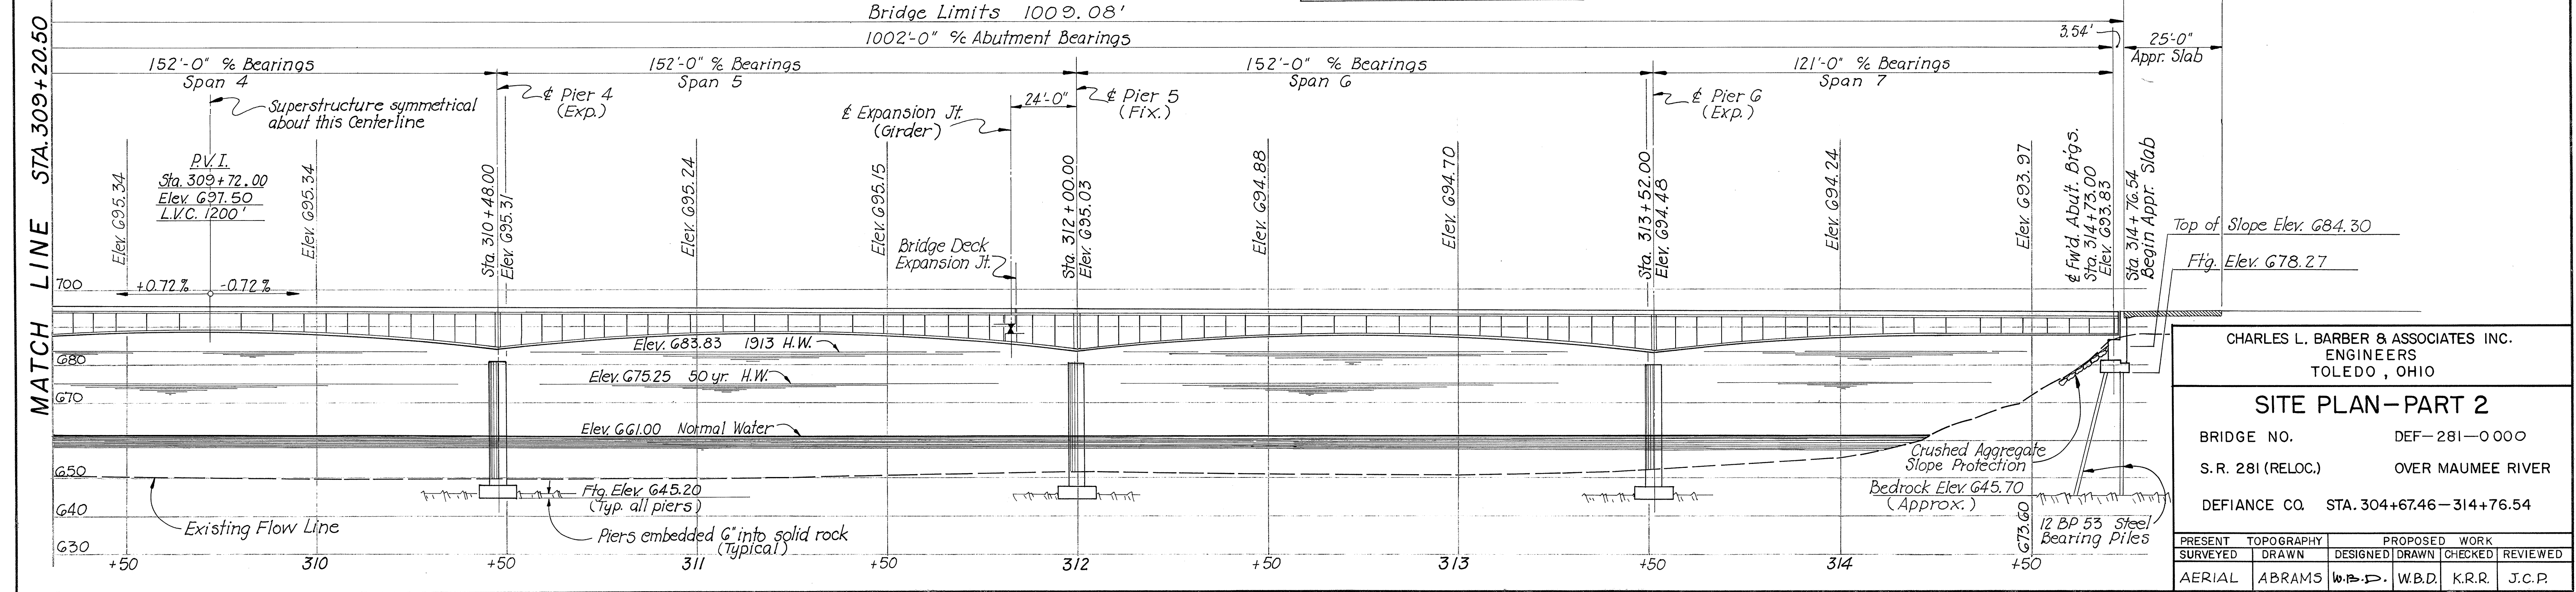 Bridge Limits 1009.08'
1002'-0" ℄/℄ Abutment Bearings
3.54'
25'-0"
Appr. Slab
152'-0" ℄/℄ Bearings
Span 4
152'-0" ℄/℄ Bearings
Span 5
152'-0" ℄/℄ Bearings
Span 6
121'-0" ℄/℄ Bearings
Span 7
MATCH LINE STA. 309+20.50
Superstructure symmetrical
about this Centerline
℄ Pier 4
(Exp.)
℄ Expansion Jt.
(Girder)
24'-0"
℄ Pier 5
(Fix.)
℄ Pier 6
(Exp.)
P.V.I.
Sta. 309+72.00
Elev. 697.50
L.V.C. 1200'
Elev. 695.34
Elev. 695.34
Sta. 310+48.00
Elev. 695.31
Elev. 695.24
Elev. 695.15
Bridge Deck
Expansion Jt.
Sta. 312+00.00
Elev. 695.03
Elev. 694.88
Elev. 694.70
Sta. 313+52.00
Elev. 694.48
Elev. 694.24
Elev. 693.97
℄ Fw'd. Abut. Brgs.
Sta. 314+73.00
Elev. 693.83
Sta. 314+76.54
Begin Appr. Slab
Top of Slope Elev. 684.30
Ftg. Elev. 678.27
+0.72%
-0.72%
700
680
670
650
640
630
Elev. 683.83 1913 H.W.
Elev. 675.25 50 yr. H.W.
Elev. 661.00 Normal Water
Existing Flow Line
Ftg. Elev. 645.20
(Typ. all piers)
Piers embedded 6" into solid rock
(Typical)
Crushed Aggregate
Slope Protection
Bedrock Elev. 645.70
(Approx.)
673.60
12 BP 53 Steel
Bearing Piles
+50
310
+50
311
+50
312
+50
313
+50
314
+50
CHARLES L. BARBER & ASSOCIATES INC.
ENGINEERS
TOLEDO, OHIO
SITE PLAN-PART 2
BRIDGE NO. DEF-281-0000
S.R. 281 (RELOC.) OVER MAUMEE RIVER
DEFIANCE CO. STA. 304+67.46-314+76.54
PRESENT TOPOGRAPHY PROPOSED WORK
SURVEYED DRAWN DESIGNED DRAWN CHECKED REVIEWED
AERIAL ABRAMS W.B.D. W.B.D. K.R.R. J.C.P.